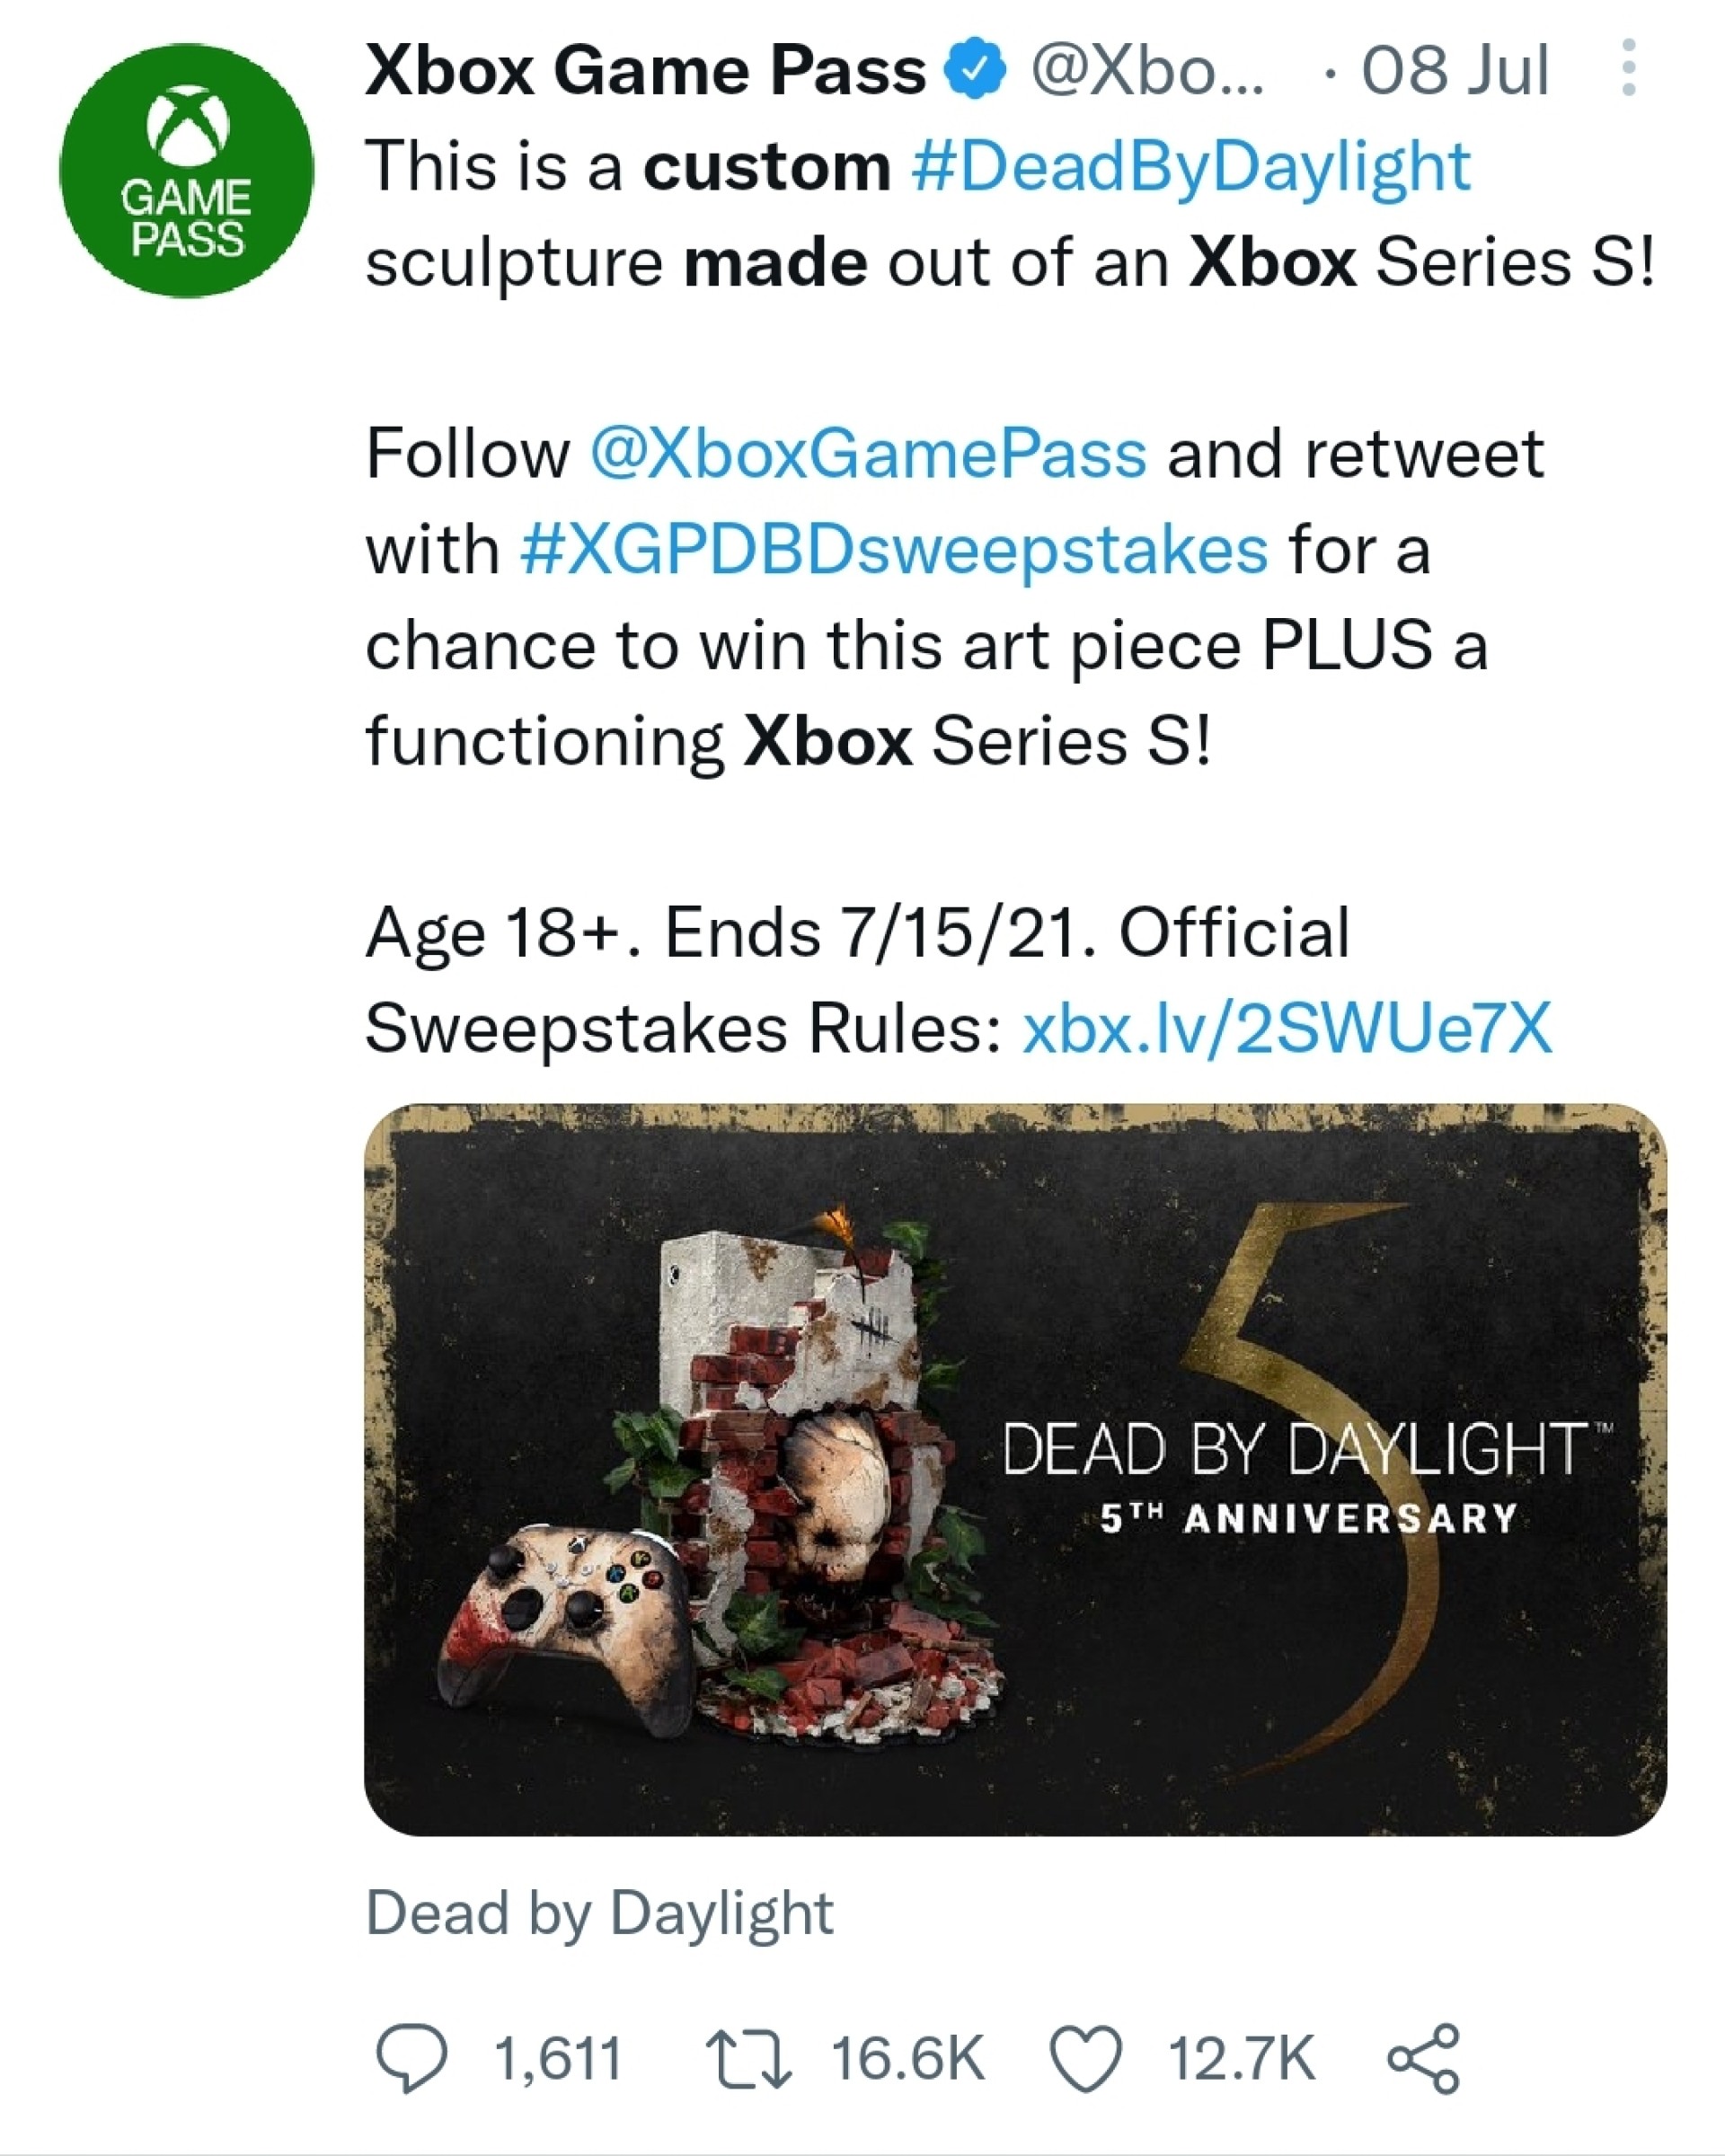 GAME
PASS
Xbox Game Pass @Xbo... · 08 Jul
This is a custom #DeadByDaylight
sculpture made out of an Xbox Series S!
Follow @XboxGamePass and retweet
with #XGPDBDsweepstakes for a
chance to win this art piece PLUS a
functioning Xbox Series S!
Age 18+. Ends 7/15/21. Official
Sweepstakes Rules: xbx.lv/2SWUe7X
5
DEAD BY DAYLIGHT™
5TH ANNIVERSARY
Dead by Daylight
1,611 16.6K 12.7K